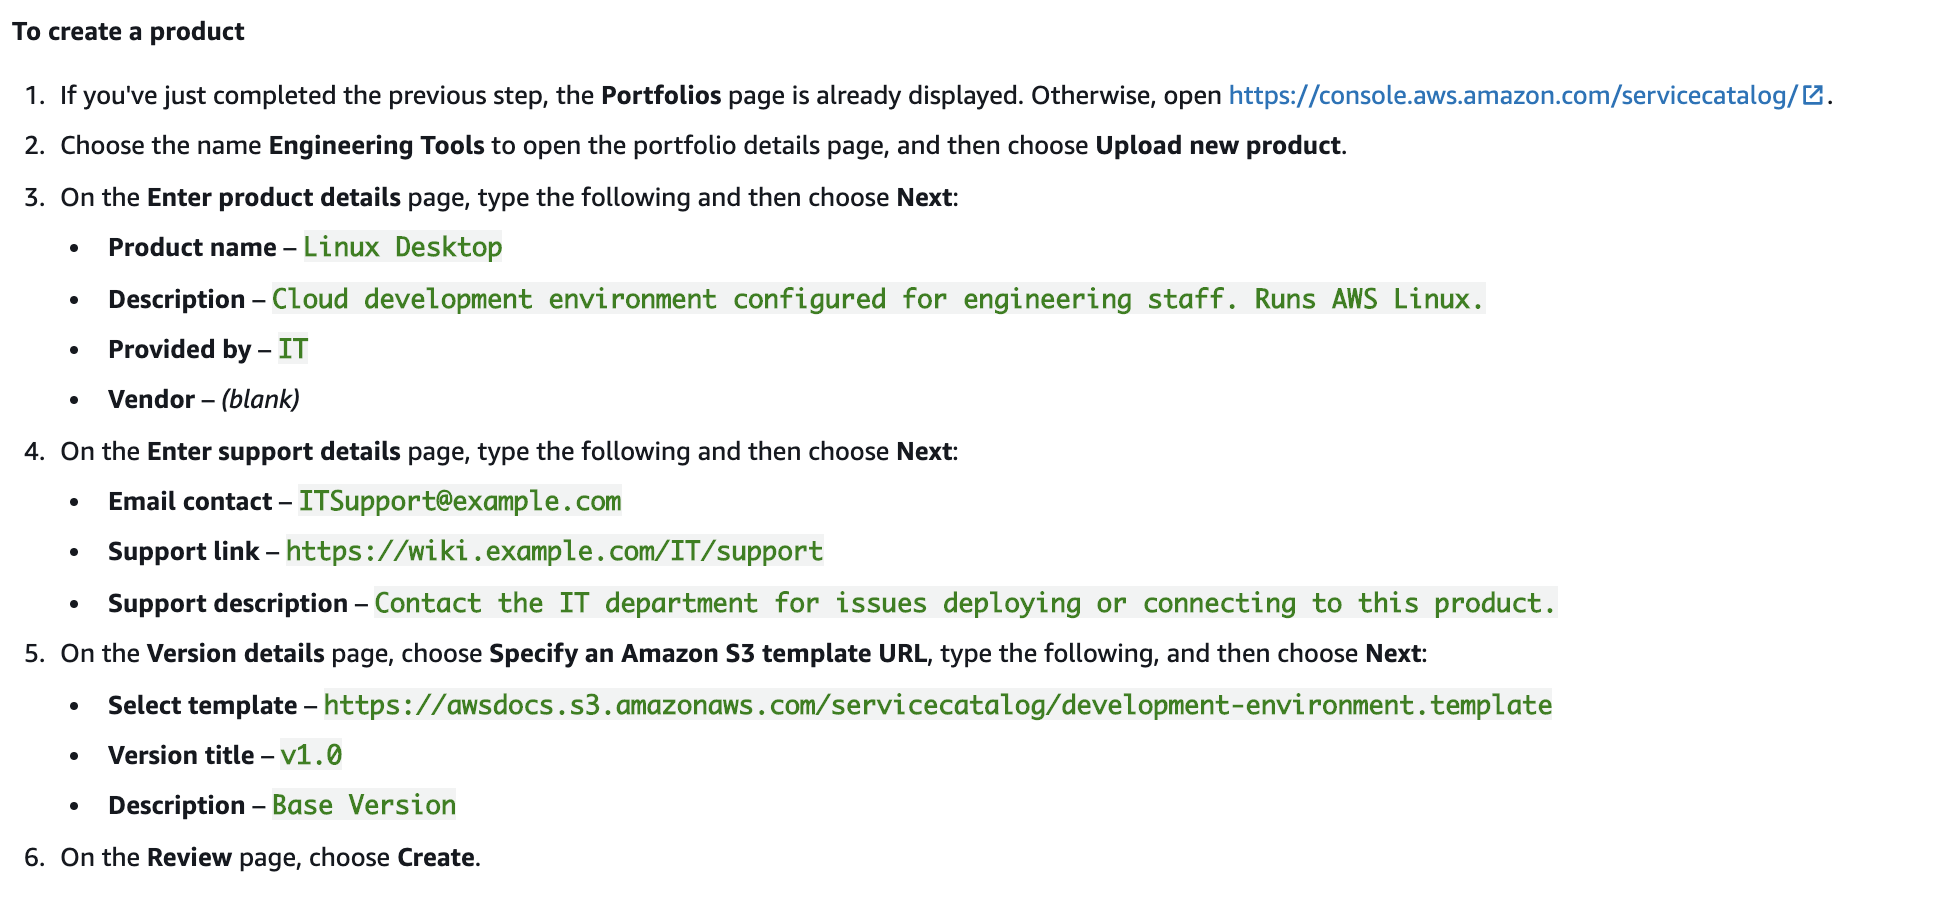 To create a product
1. If you've just completed the previous step, the Portfolios page is already displayed. Otherwise, open https://console.aws.amazon.com/servicecatalog/.
2. Choose the name Engineering Tools to open the portfolio details page, and then choose Upload new product.
3. On the Enter product details page, type the following and then choose Next:
• Product name – Linux Desktop
• Description – Cloud development environment configured for engineering staff. Runs AWS Linux.
• Provided by – IT
• Vendor – (blank)
4. On the Enter support details page, type the following and then choose Next:
• Email contact – ITSupport@example.com
• Support link – https://wiki.example.com/IT/support
• Support description – Contact the IT department for issues deploying or connecting to this product.
5. On the Version details page, choose Specify an Amazon S3 template URL, type the following, and then choose Next:
• Select template – https://awsdocs.s3.amazonaws.com/servicecatalog/development-environment.template
• Version title – v1.0
• Description – Base Version
6. On the Review page, choose Create.